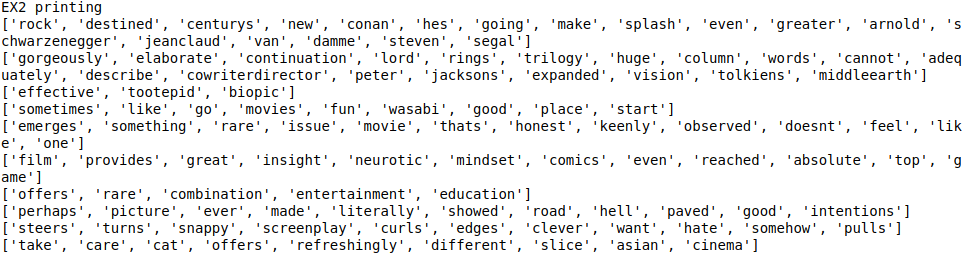 EX2 printing
['rock', 'destined', 'centurys', 'new', 'conan', 'hes', 'going', 'make', 'splash', 'even', 'greater', 'arnold', 's
chwarzenegger', 'jeanclaud', 'van', 'damme', 'steven', 'segal']
['gorgeously', 'elaborate', 'continuation', 'lord', 'rings', 'trilogy', 'huge', 'column', 'words', 'cannot', 'adeq
uately', 'describe', 'cowriterdirector', 'peter', 'jacksons', 'expanded', 'vision', 'tolkiens', 'middleearth']
['effective', 'tootepid', 'biopic']
['sometimes', 'like', 'go', 'movies', 'fun', 'wasabi', 'good', 'place', 'start']
['emerges', 'something', 'rare', 'issue', 'movie', 'thats', 'honest', 'keenly', 'observed', 'doesnt', 'feel', 'lik
e', 'one']
['film', 'provides', 'great', 'insight', 'neurotic', 'mindset', 'comics', 'even', 'reached', 'absolute', 'top', 'g
ame']
['offers', 'rare', 'combination', 'entertainment', 'education']
['perhaps', 'picture', 'ever', 'made', 'literally', 'showed', 'road', 'hell', 'paved', 'good', 'intentions']
['steers', 'turns', 'snappy', 'screenplay', 'curls', 'edges', 'clever', 'want', 'hate', 'somehow', 'pulls']
['take', 'care', 'cat', 'offers', 'refreshingly', 'different', 'slice', 'asian', 'cinema']